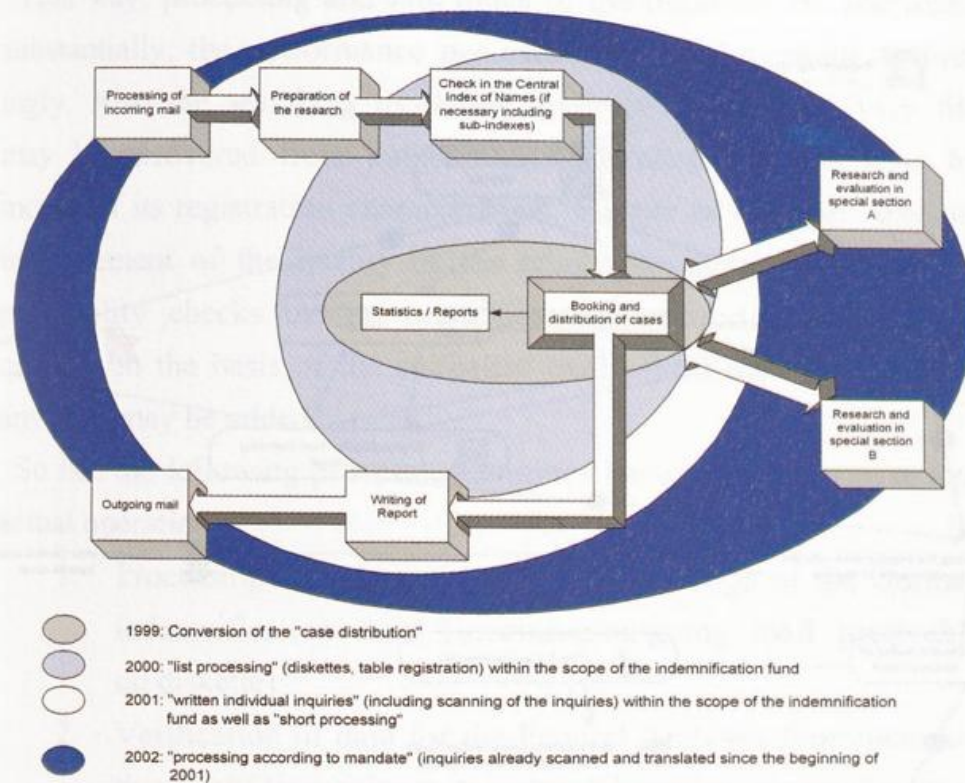 Processing of
incoming mail
Preparation of
the research
Check in the Central
Index of Names (if
necessary including
sub-indexes)
Research and
evaluation in
special section
A
Statistics / Reports
Booking and
distribution of cases
Research and
evaluation in
special section
B
Outgoing mail
Writing of
Report
1999: Conversion of the "case distribution"
2000: "list processing" (diskettes, table registration) within the scope of the indemnification fund
2001: "written individual inquiries" (including scanning of the inquiries) within the scope of the indemnification
fund as well as "short processing"
2002: "processing according to mandate" (inquiries already scanned and translated since the beginning of
2001)